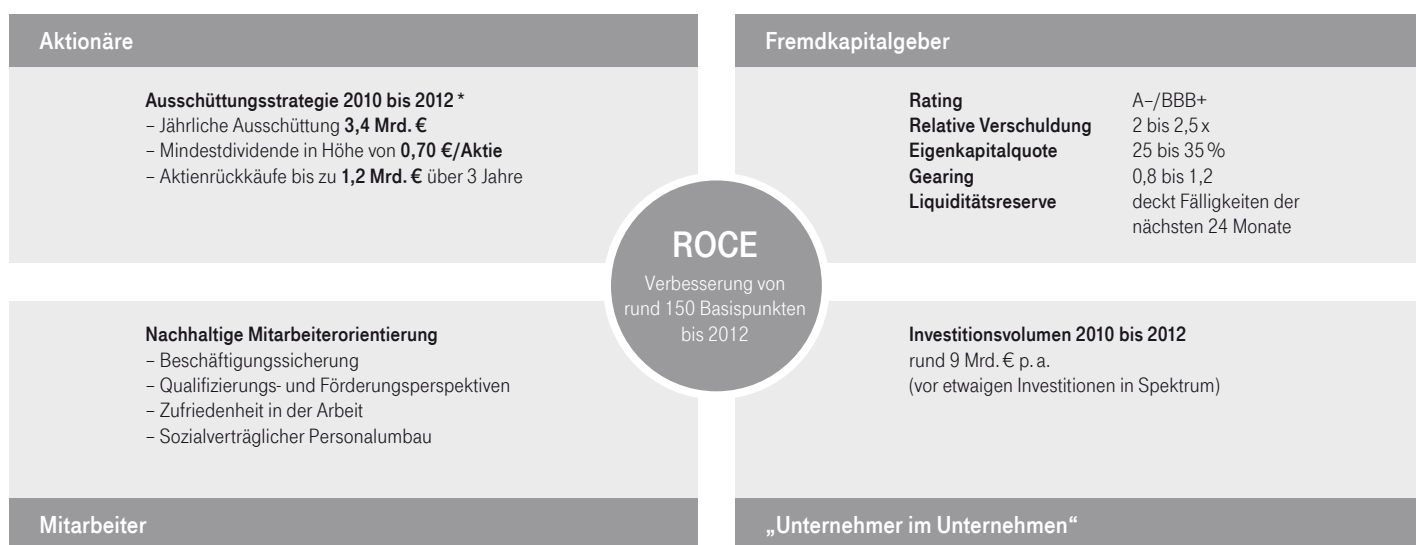 Aktionäre
Ausschüttungsstrategie 2010 bis 2012 *
– Jährliche Ausschüttung 3,4 Mrd. €
– Mindestdividende in Höhe von 0,70 €/Aktie
– Aktienrückkäufe bis zu 1,2 Mrd. € über 3 Jahre
Fremdkapitalgeber
Rating A–/BBB+
Relative Verschuldung 2 bis 2,5 x
Eigenkapitalquote 25 bis 35 %
Gearing 0,8 bis 1,2
Liquiditätsreserve deckt Fälligkeiten der
nächsten 24 Monate
ROCE
Verbesserung von
rund 150 Basispunkten
bis 2012
Nachhaltige Mitarbeiterorientierung
– Beschäftigungssicherung
– Qualifizierungs- und Förderungsperspektiven
– Zufriedenheit in der Arbeit
– Sozialverträglicher Personalumbau
Mitarbeiter
Investitionsvolumen 2010 bis 2012
rund 9 Mrd. € p. a.
(vor etwaigen Investitionen in Spektrum)
„Unternehmer im Unternehmen“